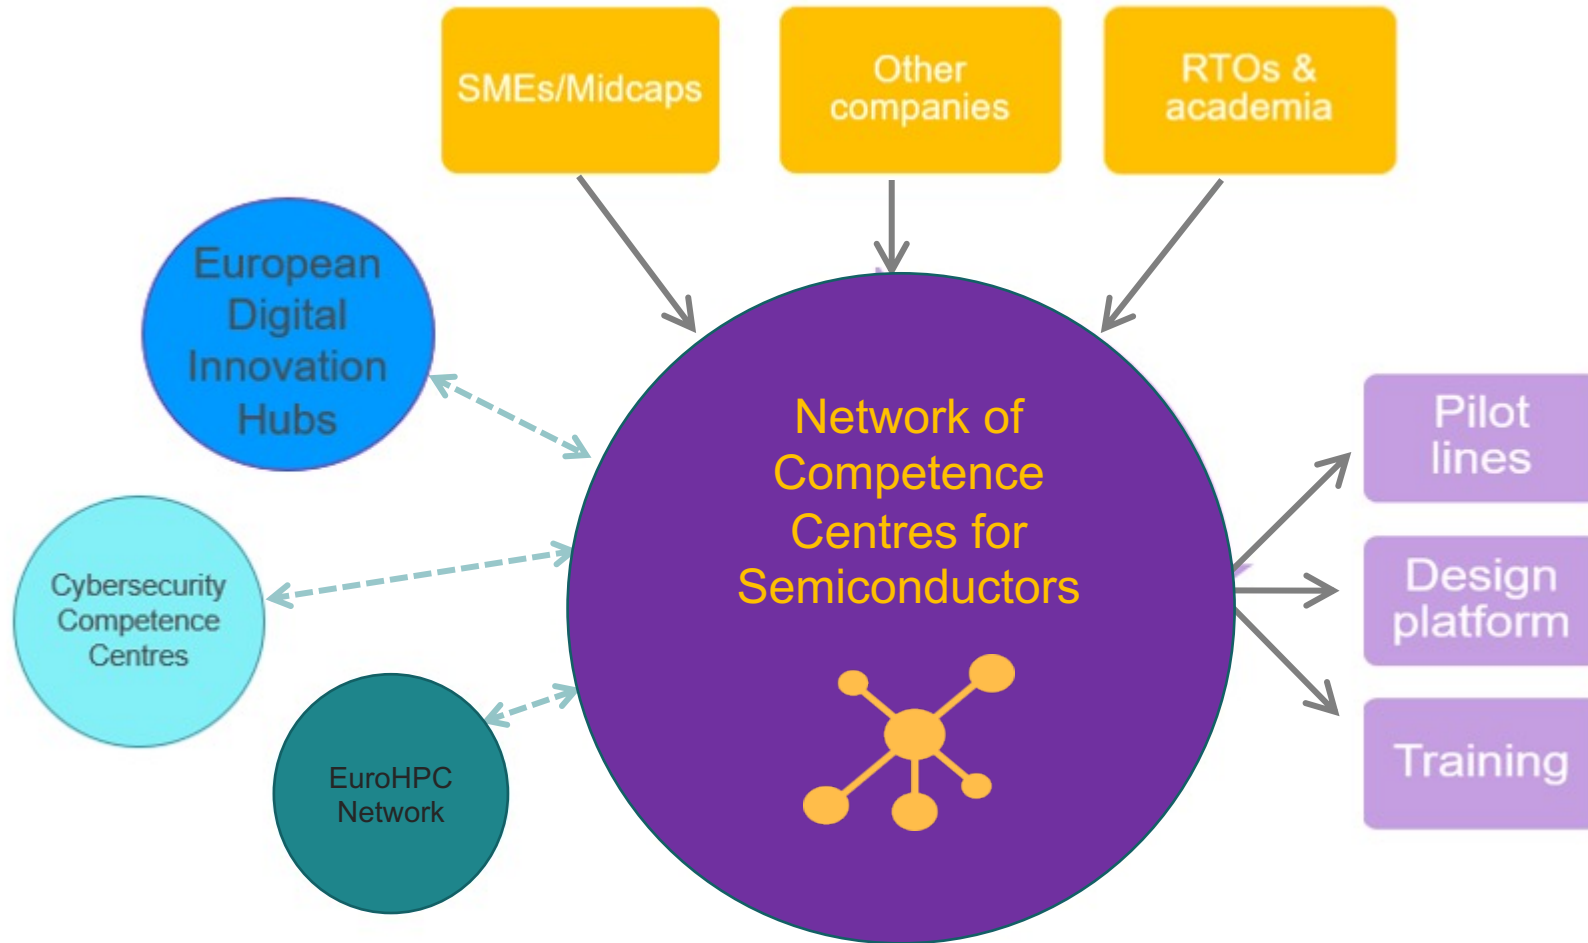 SMEs/Midcaps
Other
companies
RTOs &
academia
European
Digital
Innovation
Hubs
Cybersecurity
Competence
Centres
EuroHPC
Network
Network of
Competence
Centres for
Semiconductors
Pilot
lines
Design
platform
Training